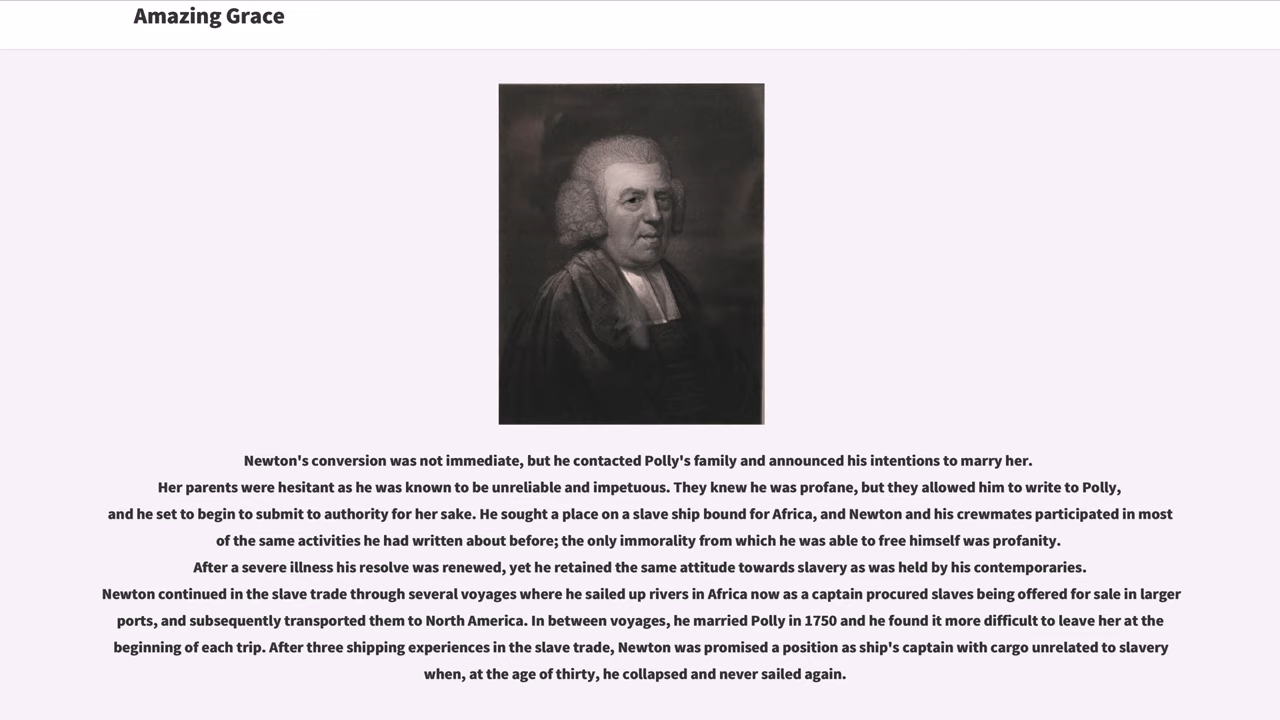 Amazing Grace
Newton's conversion was not immediate, but he contacted Polly's family and announced his intentions to marry her.
Her parents were hesitant as he was known to be unreliable and impetuous. They knew he was profane, but they allowed him to write to Polly,
and he set to begin to submit to authority for her sake. He sought a place on a slave ship bound for Africa, and Newton and his crewmates participated in most
of the same activities he had written about before; the only immorality from which he was able to free himself was profanity.
After a severe illness his resolve was renewed, yet he retained the same attitude towards slavery as was held by his contemporaries.
Newton continued in the slave trade through several voyages where he sailed up rivers in Africa now as a captain procured slaves being offered for sale in larger
ports, and subsequently transported them to North America. In between voyages, he married Polly in 1750 and he found it more difficult to leave her at the
beginning of each trip. After three shipping experiences in the slave trade, Newton was promised a position as ship's captain with cargo unrelated to slavery
when, at the age of thirty, he collapsed and never sailed again.